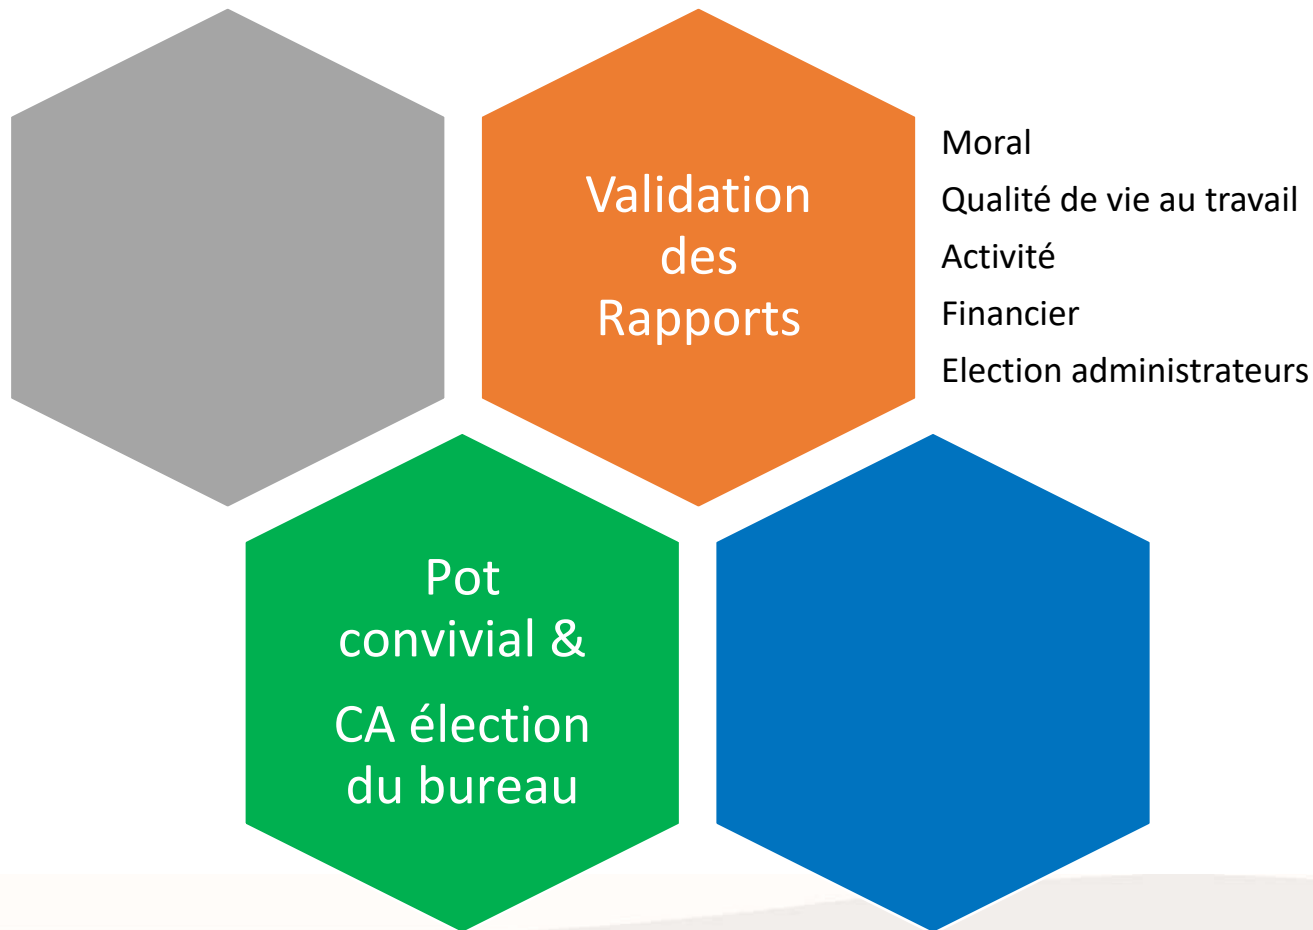 Validation
des
Rapports
Moral
Qualité de vie au travail
Activité
Financier
Election administrateurs
Pot
convivial &
CA élection
du bureau